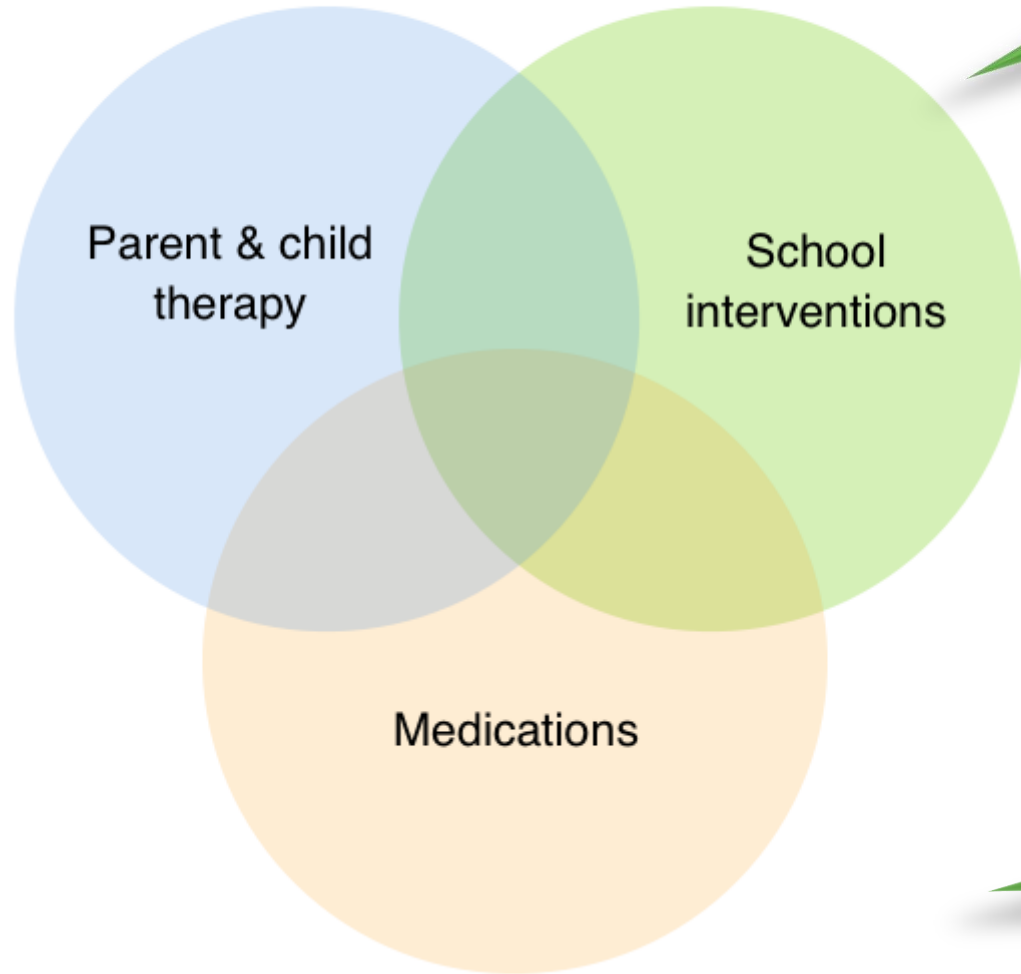 Parent & child
therapy
School
interventions
Medications